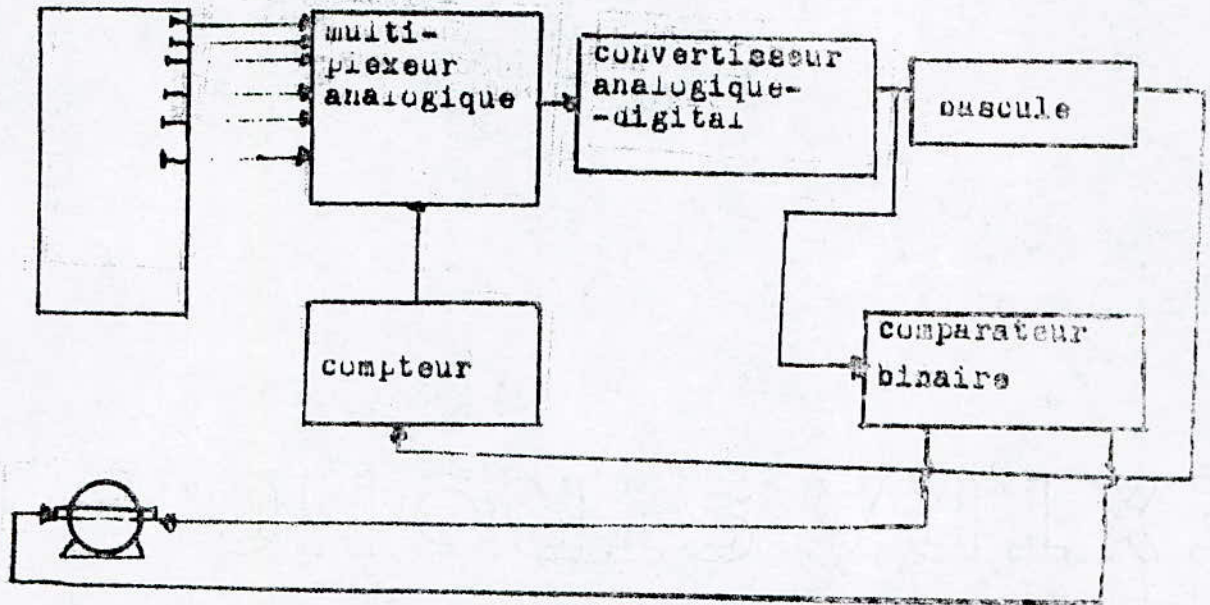 multi-
plexeur
analogique
convertisseur
analogique-
-digital
bascule
compteur
comparateur
binaire